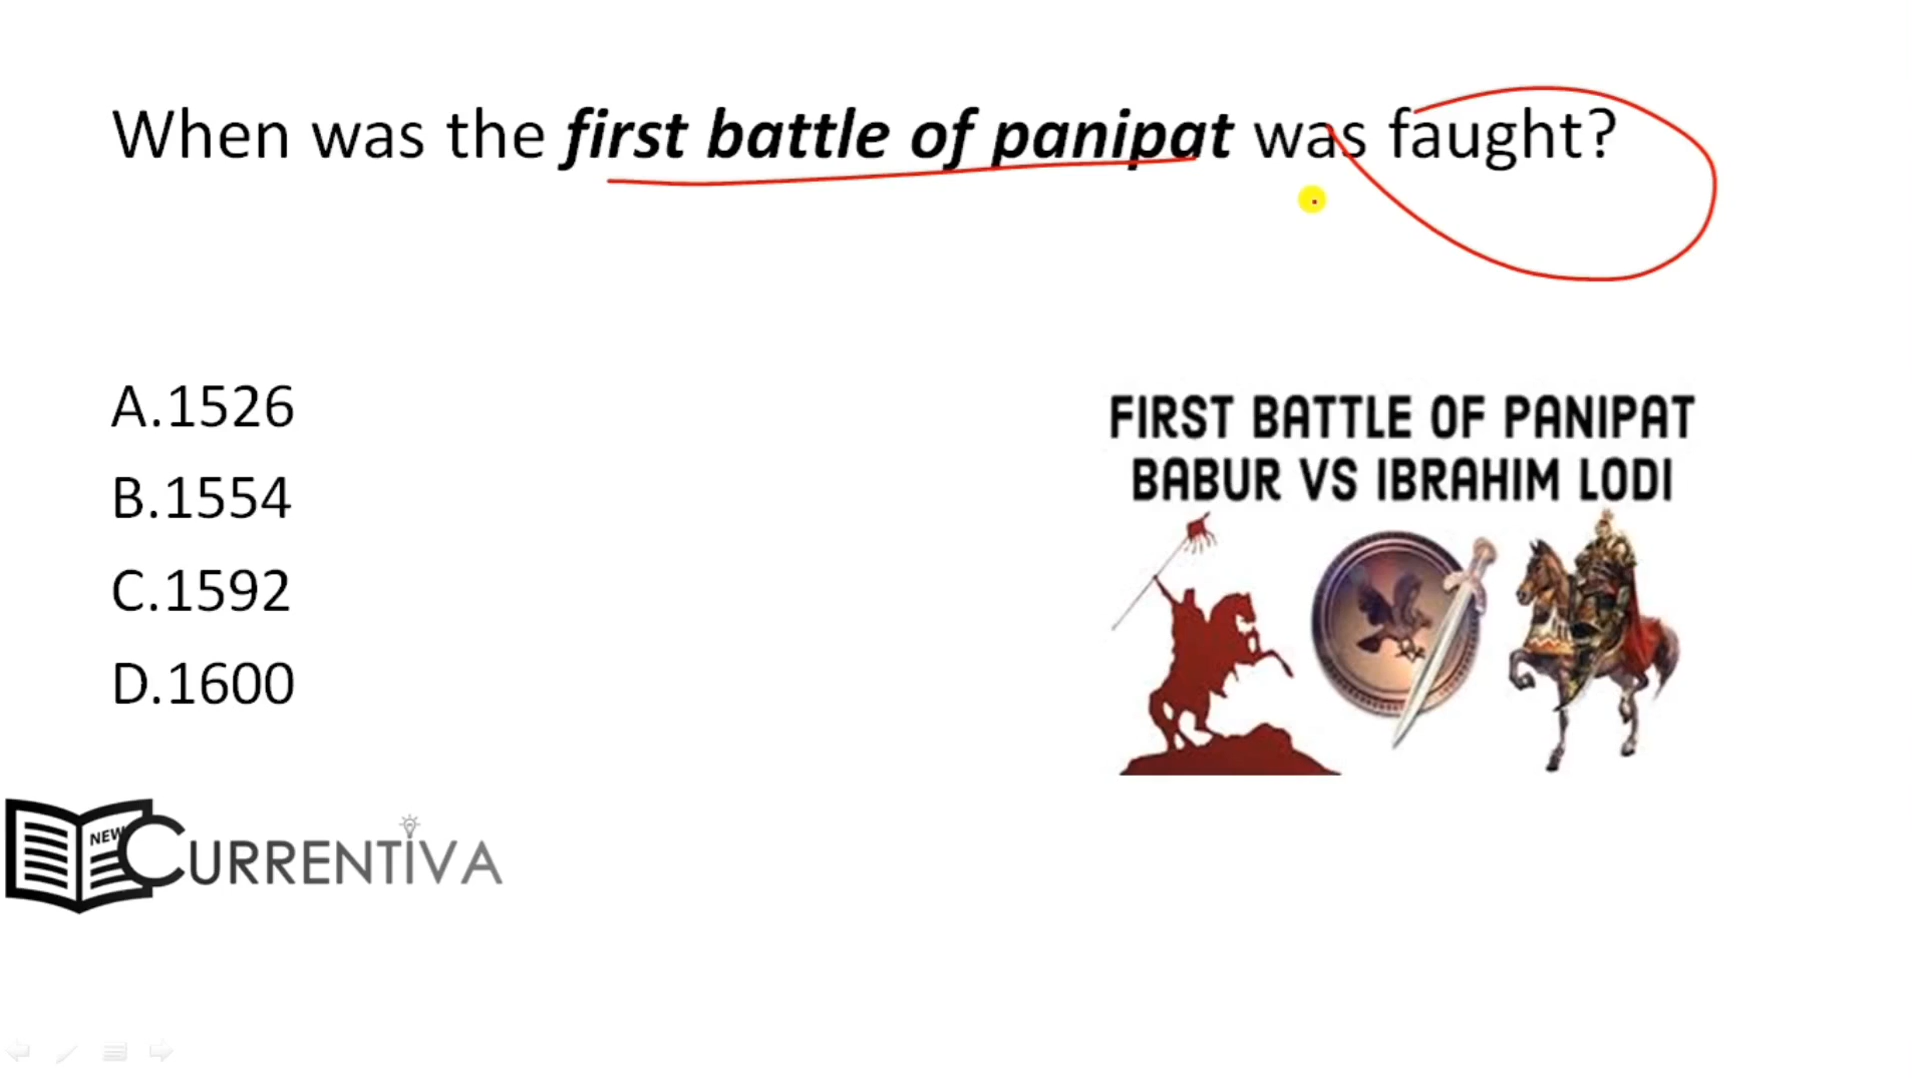 When was the first battle of panipat was faught?
A.1526
B.1554
C.1592
D.1600
FIRST BATTLE OF PANIPAT
BABUR VS IBRAHIM LODI
NEW
CURRENTIVA